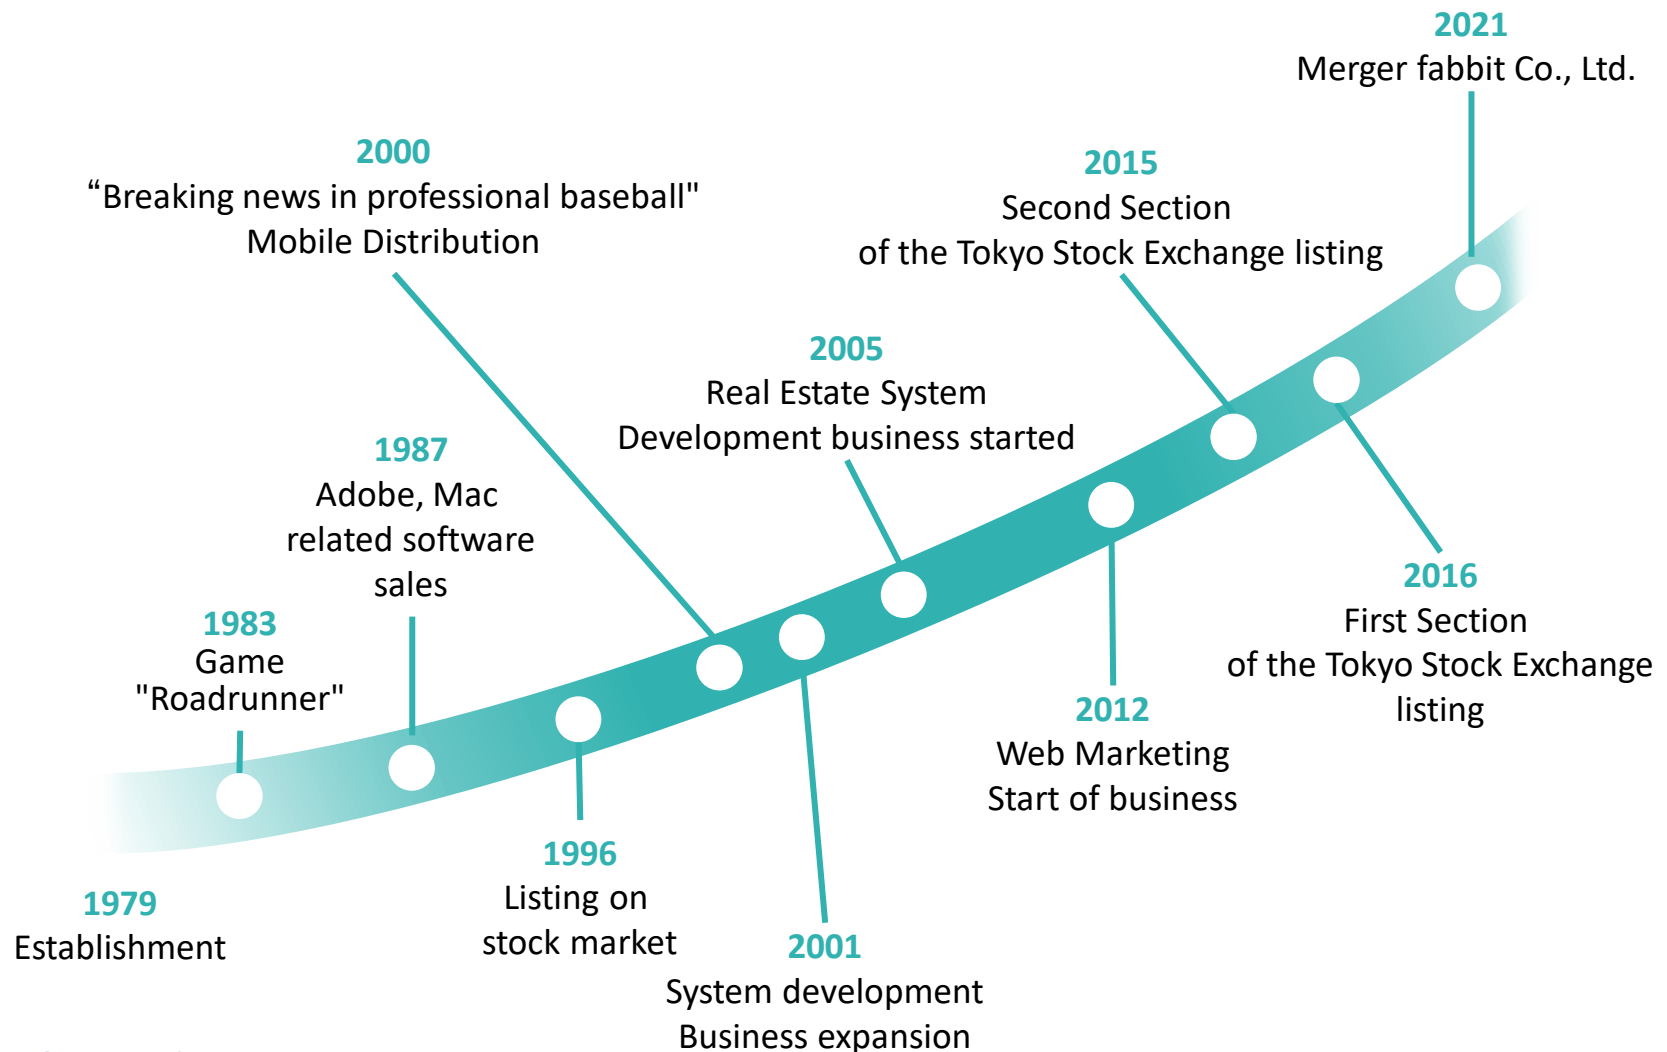 2021
Merger fabbit Co., Ltd.
2000
“Breaking news in professional baseball"
Mobile Distribution
2015
Second Section
of the Tokyo Stock Exchange listing
2005
Real Estate System
Development business started
1987
Adobe, Mac
related software
sales
1983
Game
"Roadrunner"
2016
First Section
of the Tokyo Stock Exchange
listing
2012
Web Marketing
Start of business
1996
Listing on
stock market
1979
Establishment
2001
System development
Business expansion